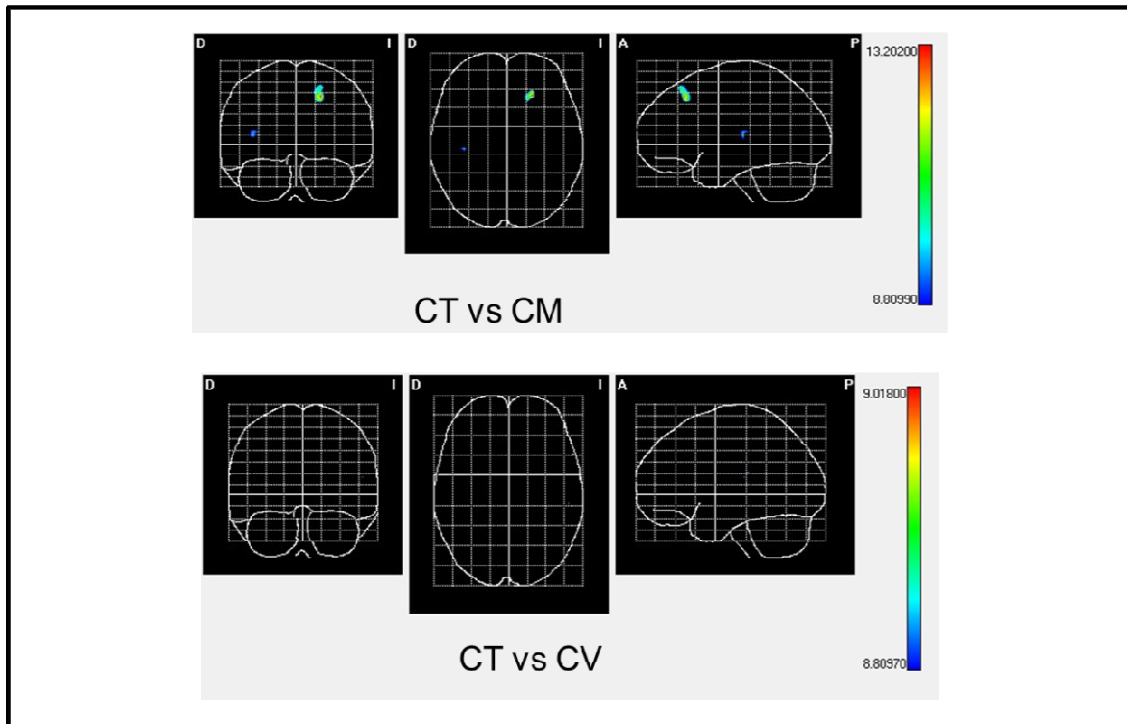 D I D I A P
13.20200
8.80990
CT vs CM
D I D I A P
9.01800
8.80970
CT vs CV